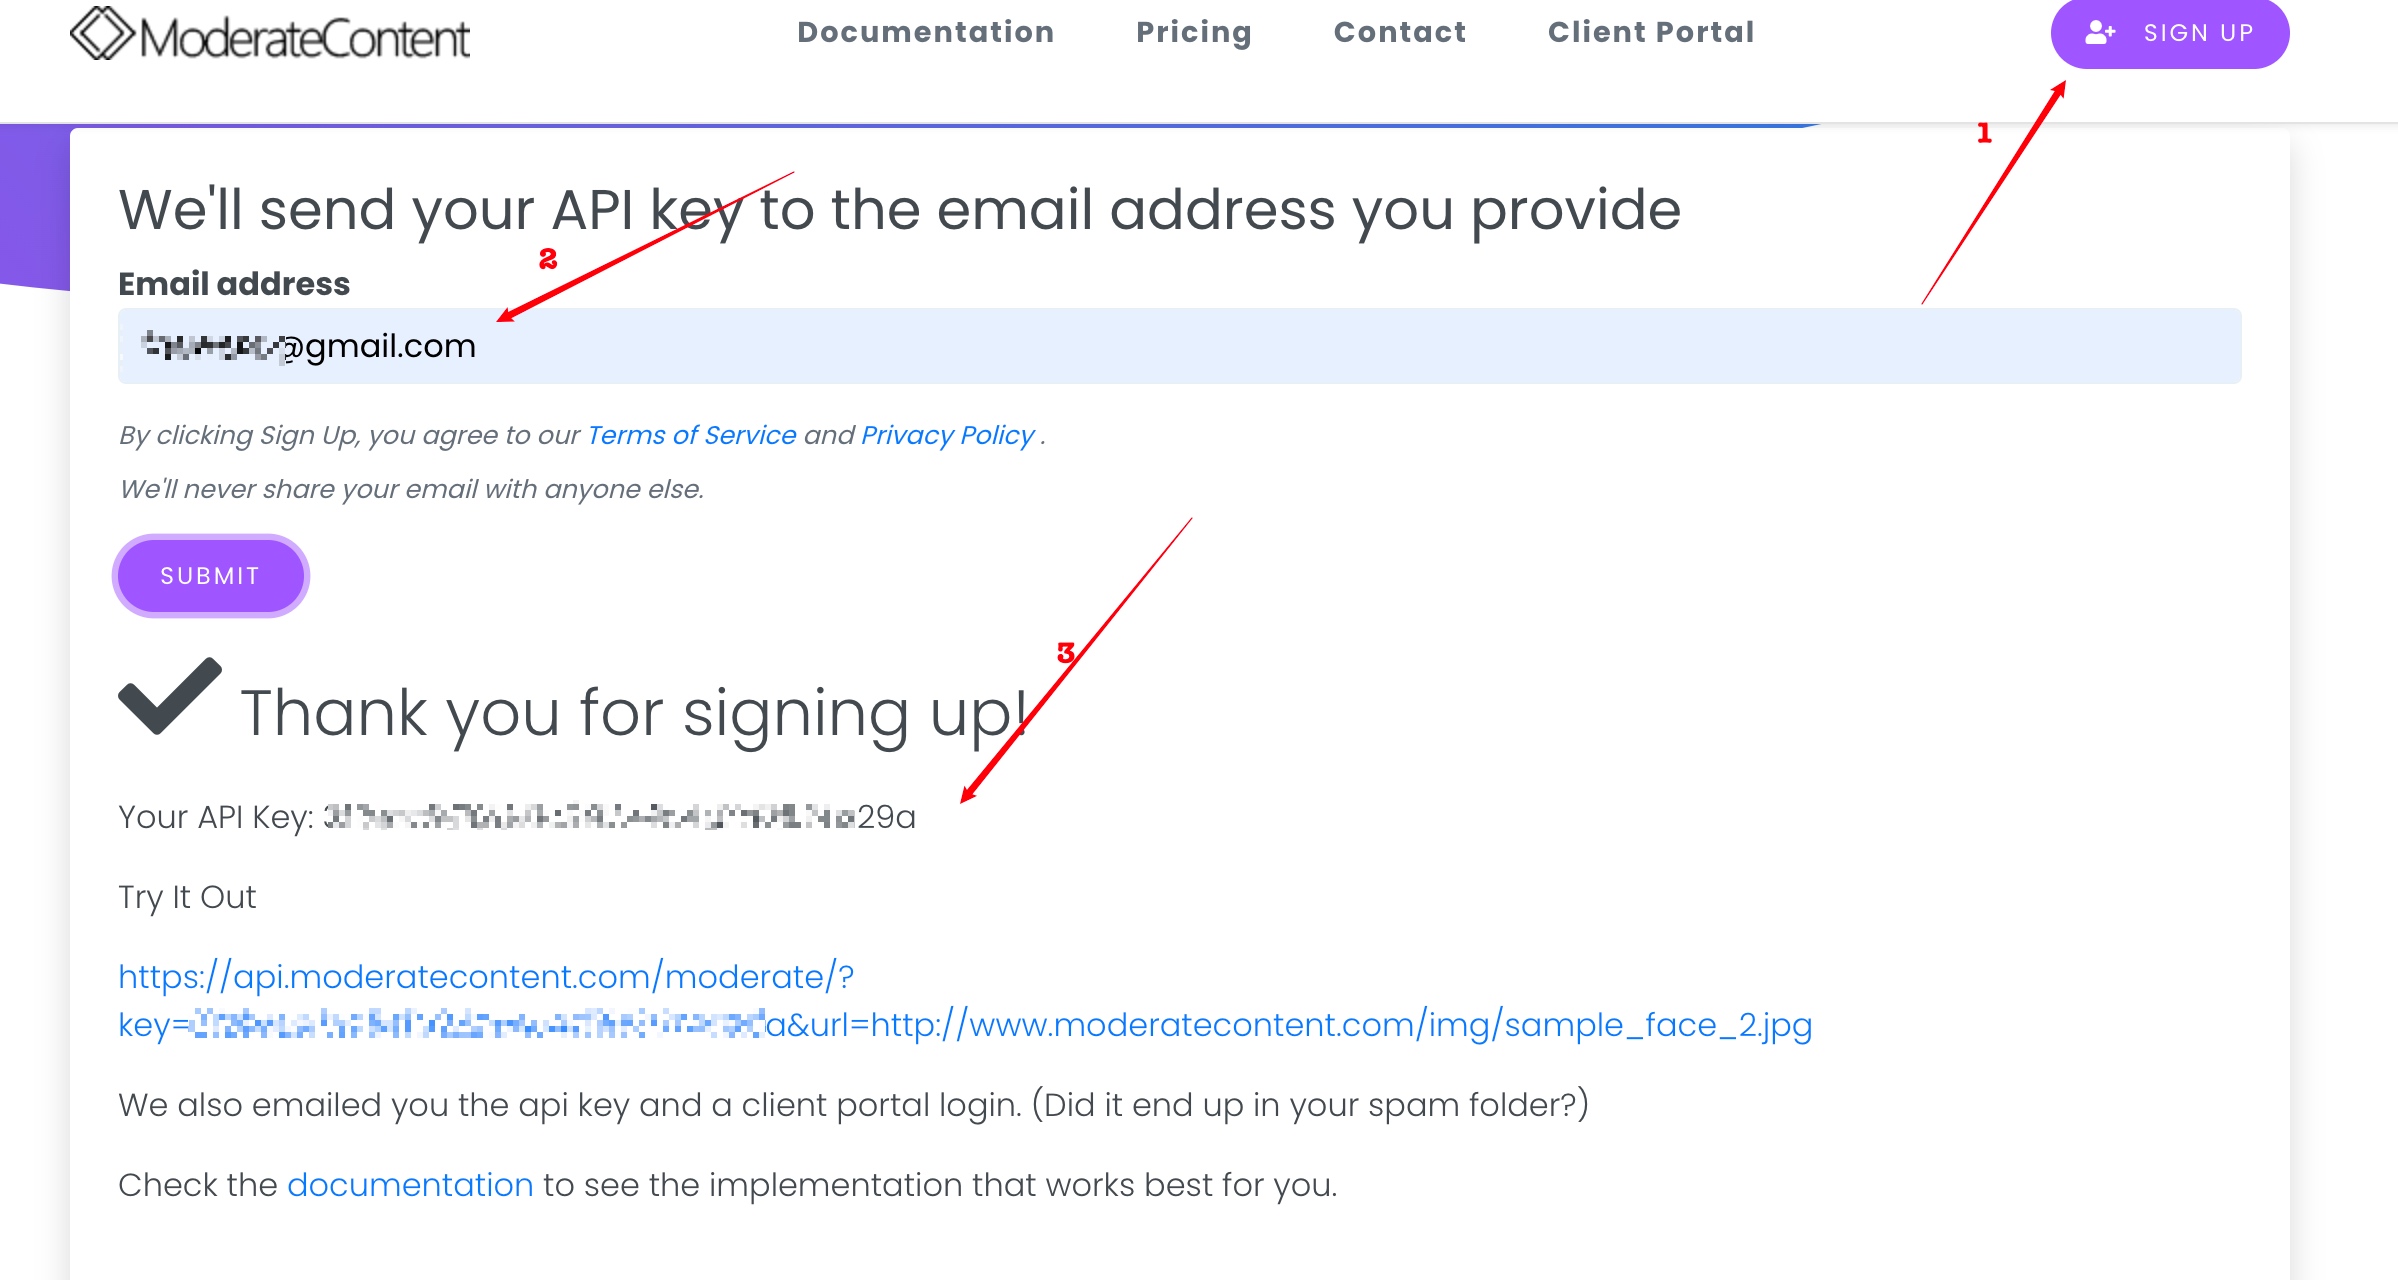 ModerateContent
Documentation Pricing Contact Client Portal SIGN UP
1
We'll send your API key to the email address you provide
2
Email address
@gmail.com
By clicking Sign Up, you agree to our Terms of Service and Privacy Policy .
We'll never share your email with anyone else.
SUBMIT
3
Thank you for signing up!
Your API Key: 29a
Try It Out
https://api.moderatecontent.com/moderate/?
key= a&url=http://www.moderatecontent.com/img/sample_face_2.jpg
We also emailed you the api key and a client portal login. (Did it end up in your spam folder?)
Check the documentation to see the implementation that works best for you.